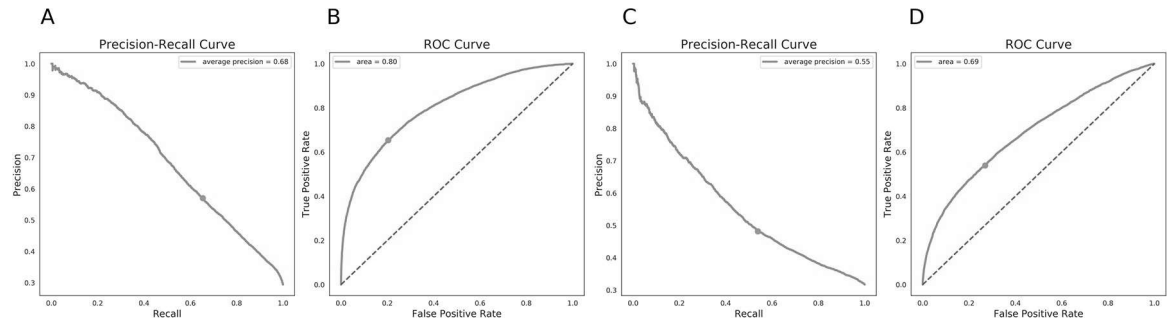 A
Precision-Recall Curve
average precision = 0.68
Precision
1.0
0.9
0.8
0.7
0.6
0.5
0.4
0.3
0.0
0.2
0.4
0.6
0.8
1.0
Recall
B
ROC Curve
area = 0.80
True Positive Rate
1.0
0.8
0.6
0.4
0.2
0.0
0.0
0.2
0.4
0.6
0.8
1.0
False Positive Rate
C
Precision-Recall Curve
average precision = 0.55
Precision
1.0
0.9
0.8
0.7
0.6
0.5
0.4
0.3
0.0
0.2
0.4
0.6
0.8
1.0
Recall
D
ROC Curve
area = 0.69
True Positive Rate
1.0
0.8
0.6
0.4
0.2
0.0
0.0
0.2
0.4
0.6
0.8
1.0
False Positive Rate